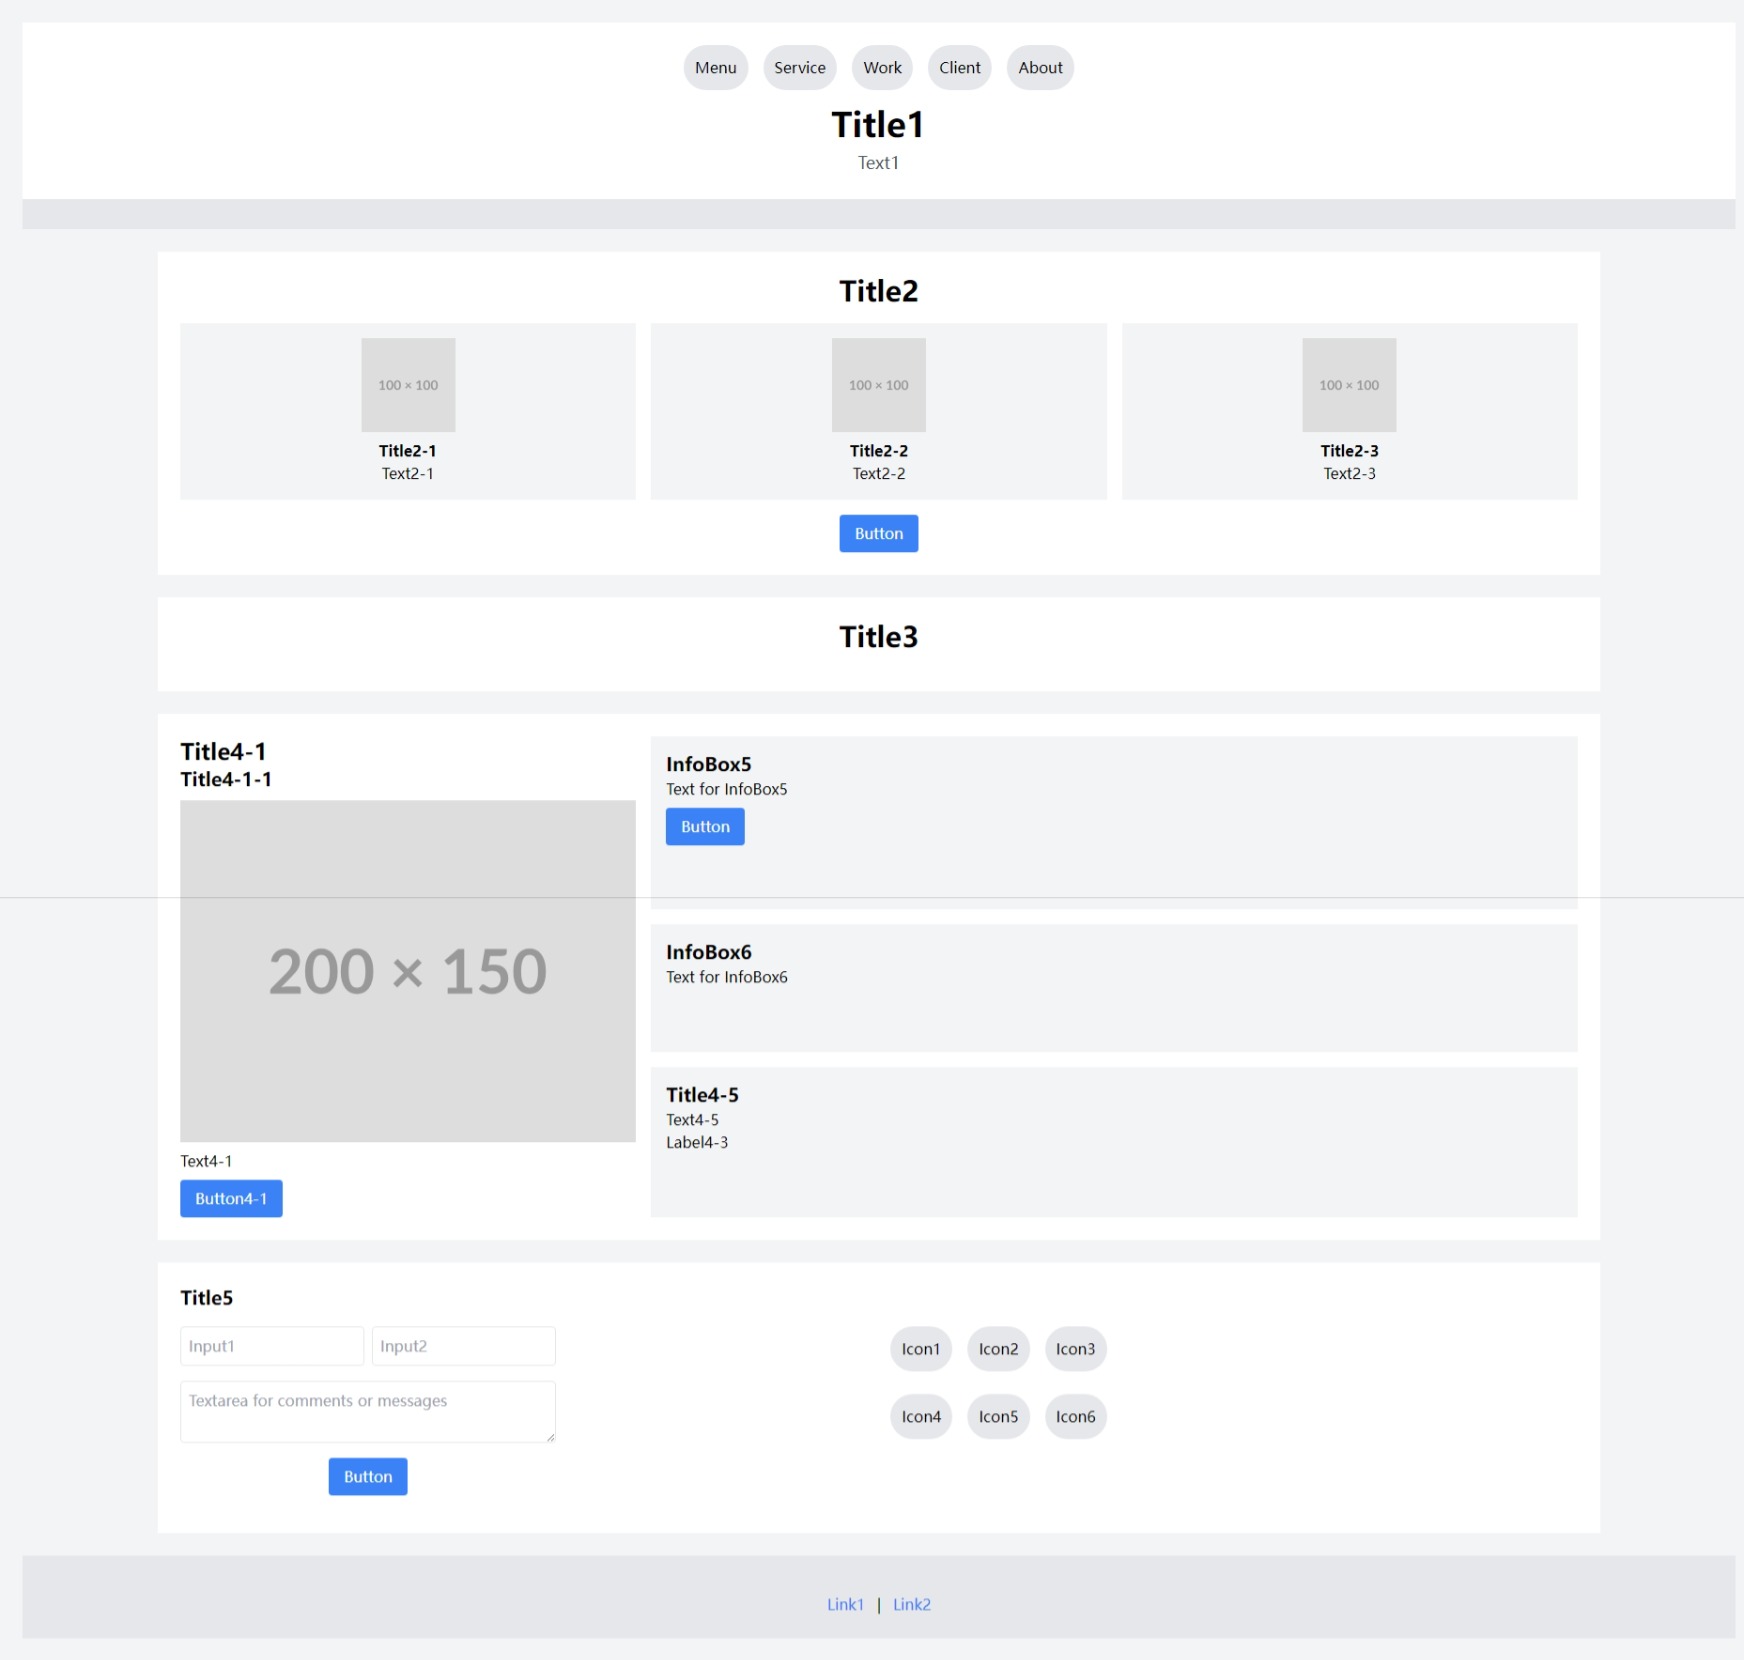 Menu Service Work Client About
Title1
Text1
Title2
100 × 100 100 × 100 100 × 100
Title2-1 Title2-2 Title2-3
Text2-1 Text2-2 Text2-3
Button
Title3
Title4-1
Title4-1-1
200 × 150
Text4-1
Button4-1
InfoBox5
Text for InfoBox5
Button
InfoBox6
Text for InfoBox6
Title4-5
Text4-5
Label4-3
Title5
Input1 Input2
Textarea for comments or messages
Button
Icon1 Icon2 Icon3
Icon4 Icon5 Icon6
Link1 | Link2